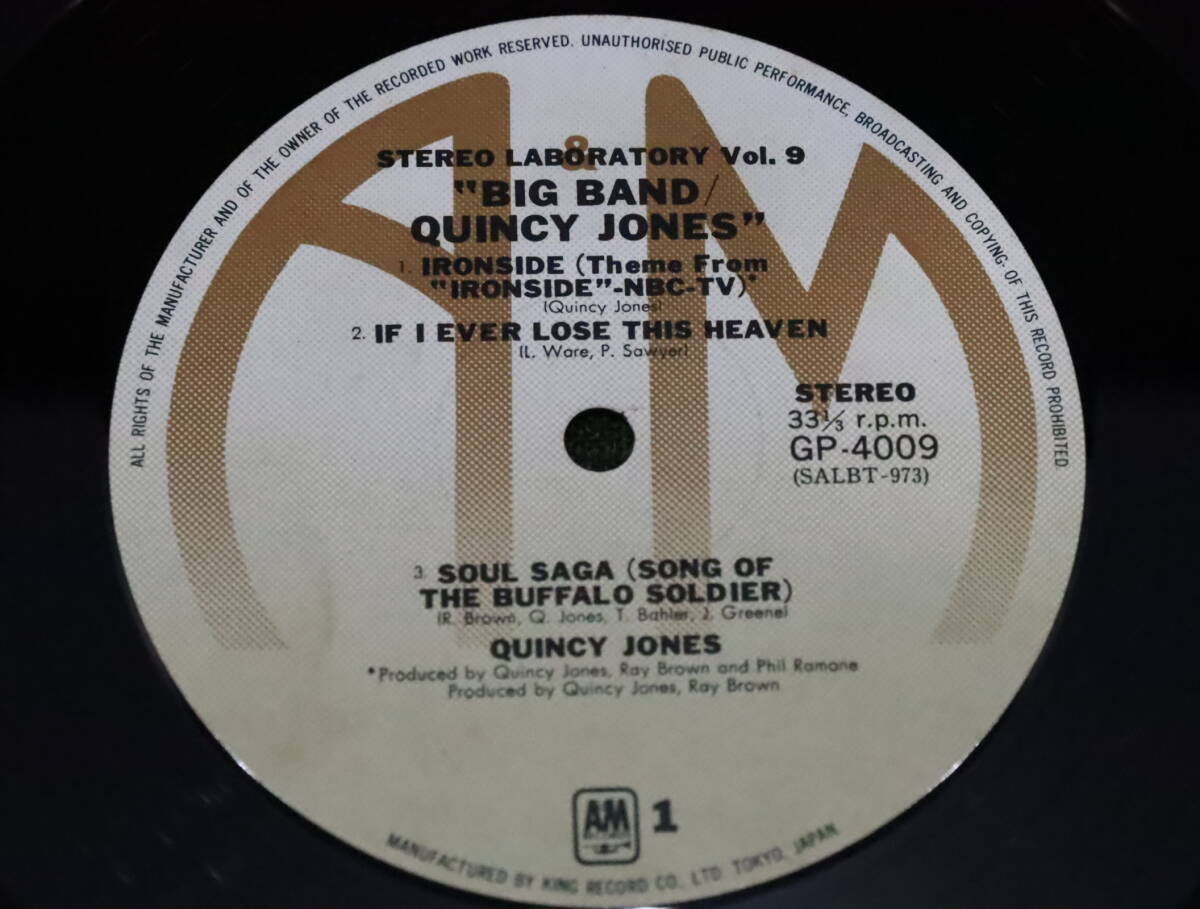 ALL RIGHTS OF THE MANUFACTURER AND OF THE OWNER OF THE RECORDED WORK RESERVED. UNAUTHORISED PUBLIC PERFORMANCE, BROADCASTING AND COPYING: OF THIS RECORD PROHIBITED
&
STEREO LABORATORY Vol. 9
"BIG BAND/
QUINCY JONES"
1. IRONSIDE (Theme From
"IRONSIDE"-NBC-TV)*
(Quincy Jones)
2. IF I EVER LOSE THIS HEAVEN
(L. Ware, P. Sawyer)
STEREO
33⅓ r.p.m.
GP-4009
(SALBT-973)
3. SOUL SAGA (SONG OF
THE BUFFALO SOLDIER)
(R. Brown, Q. Jones, T. Bahler, J. Greene)
QUINCY JONES
*Produced by Quincy Jones, Ray Brown and Phil Ramone
Produced by Quincy Jones, Ray Brown
A&M 1
MANUFACTURED BY KING RECORD CO., LTD TOKYO, JAPAN